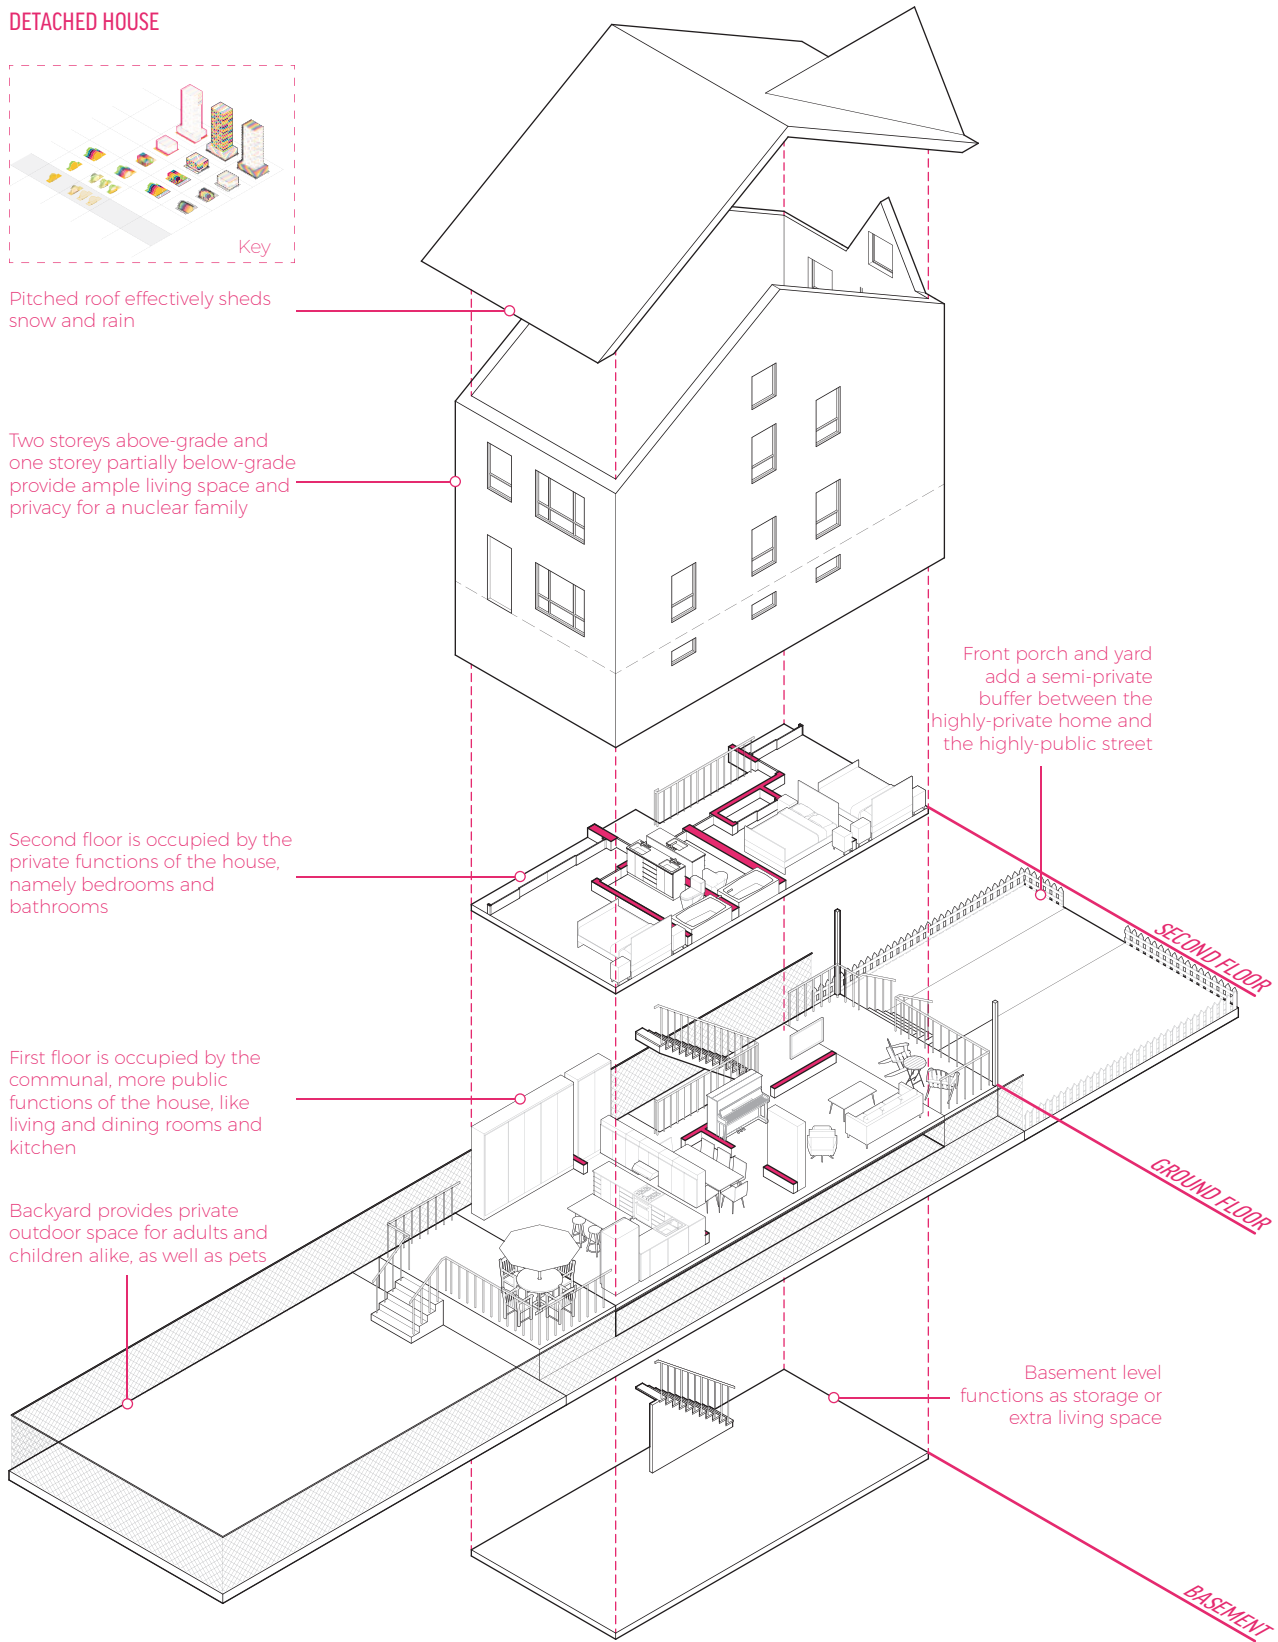 DETACHED HOUSE
Key
Pitched roof effectively sheds
snow and rain
Two storeys above-grade and
one storey partially below-grade
provide ample living space and
privacy for a nuclear family
Front porch and yard
add a semi-private
buffer between the
highly-private home and
the highly-public street
Second floor is occupied by the
private functions of the house,
namely bedrooms and
bathrooms
SECOND FLOOR
First floor is occupied by the
communal, more public
functions of the house, like
living and dining rooms and
kitchen
GROUND FLOOR
Backyard provides private
outdoor space for adults and
children alike, as well as pets
Basement level
functions as storage or
extra living space
BASEMENT